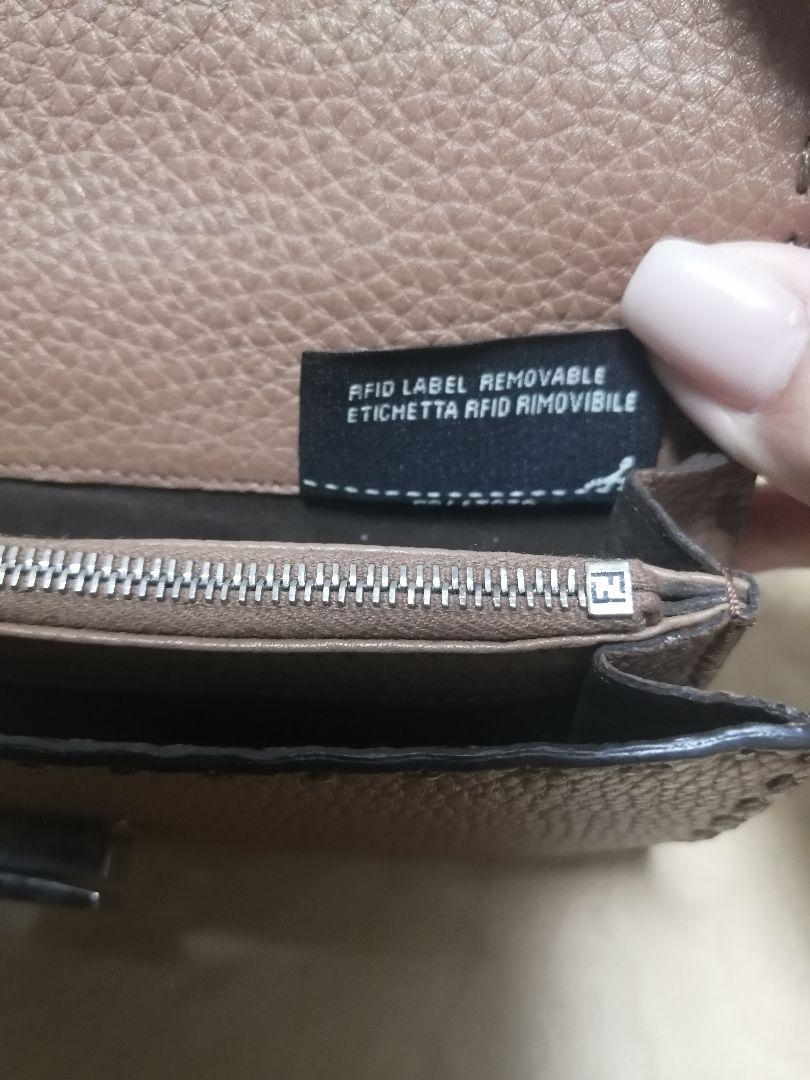 RFID LABEL REMOVABLE
ETICHETTA RFID RIMOVIBILE